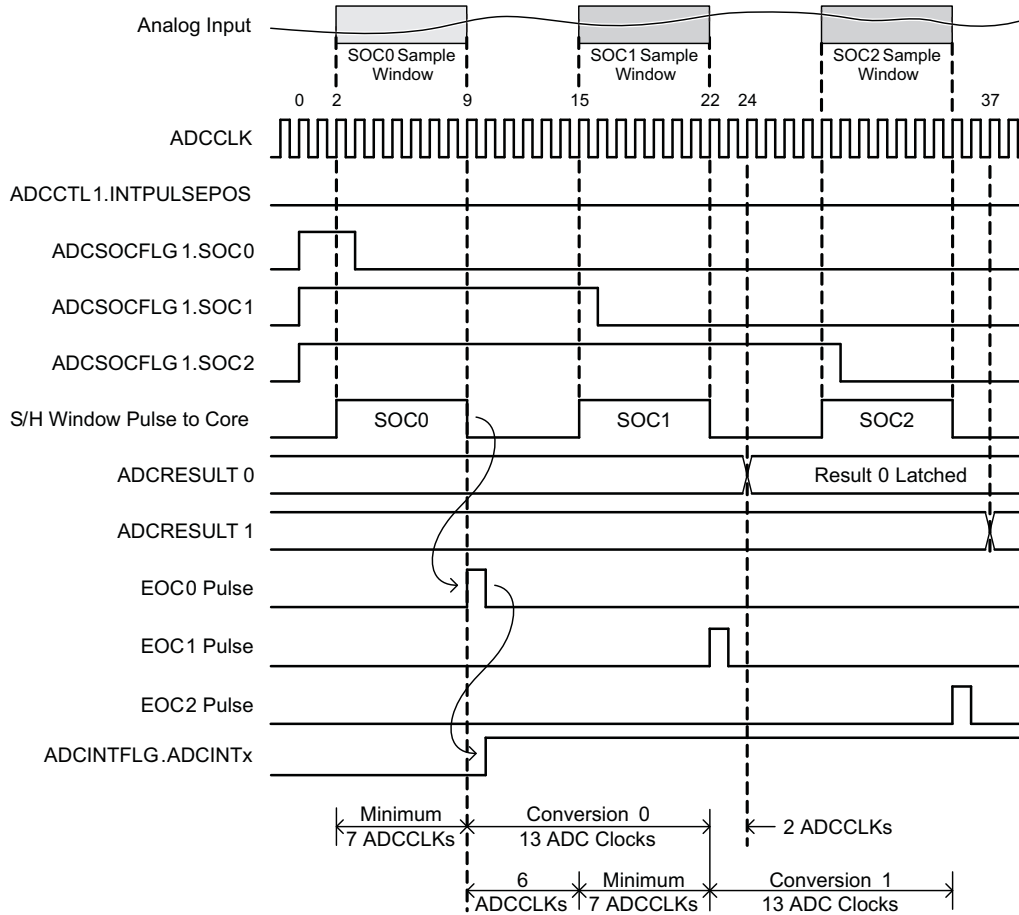 Analog Input
SOC0 Sample
Window
SOC1 Sample
Window
SOC2 Sample
Window
0 2 9 15 22 24 37
ADCCLK
ADCCTL1.INTPULSEPOS
ADCSOCFLG 1.SOC0
ADCSOCFLG 1.SOC1
ADCSOCFLG 1.SOC2
S/H Window Pulse to Core
SOC0
SOC1
SOC2
ADCRESULT 0
Result 0 Latched
ADCRESULT 1
EOC0 Pulse
EOC1 Pulse
EOC2 Pulse
ADCINTFLG.ADCINTx
Minimum
7 ADCCLKs
Conversion 0
13 ADC Clocks
2 ADCCLKs
6
ADCCLKs
Minimum
7 ADCCLKs
Conversion 1
13 ADC Clocks